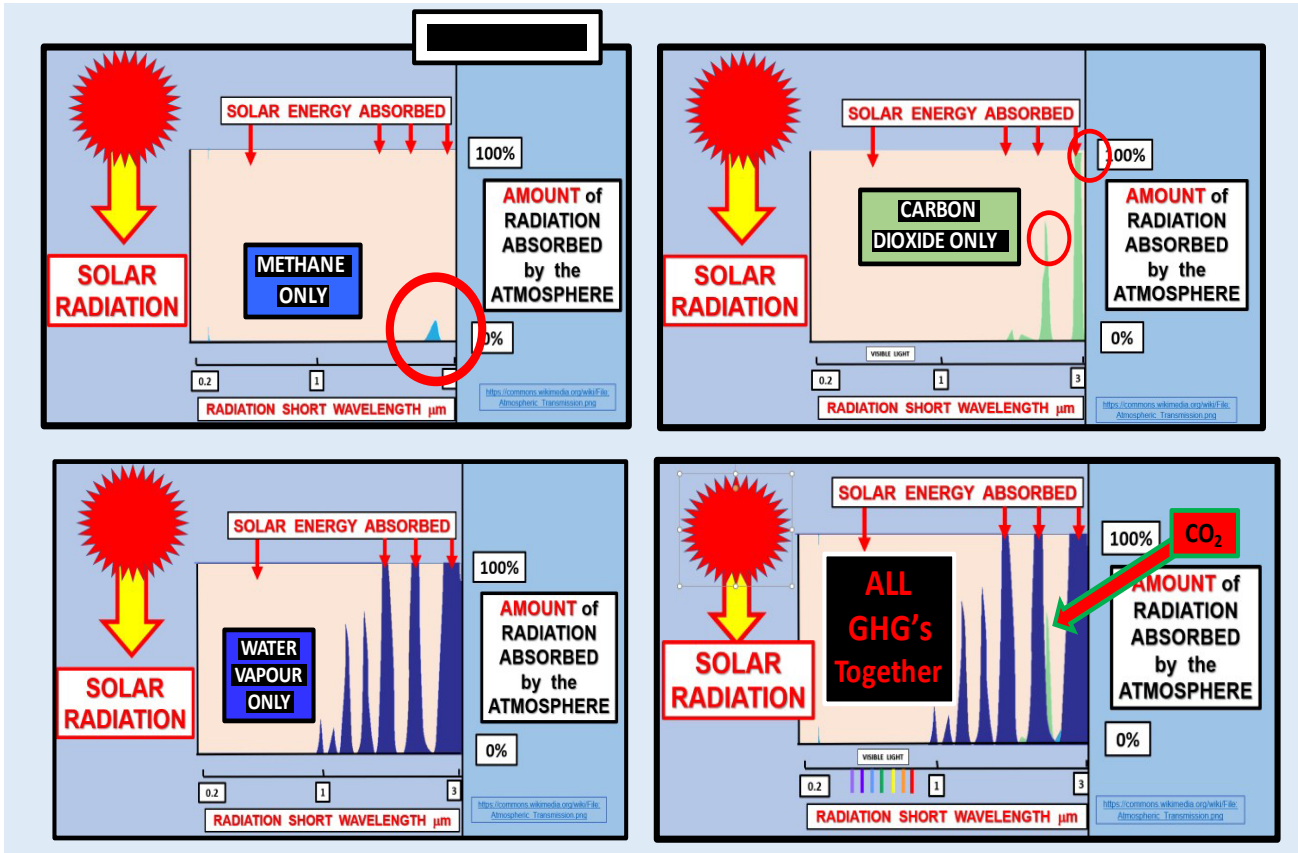 SOLAR ENERGY ABSORBED
100%
AMOUNT of
RADIATION
ABSORBED
by the
ATMOSPHERE
METHANE
ONLY
SOLAR
RADIATION
0%
0.2
1
RADIATION SHORT WAVELENGTH μm
https://commons.wikimedia.org/wiki/File:
Atmospheric_Transmission.png
SOLAR ENERGY ABSORBED
100%
AMOUNT of
RADIATION
ABSORBED
by the
ATMOSPHERE
CARBON
DIOXIDE ONLY
SOLAR
RADIATION
0%
VISIBLE LIGHT
0.2
1
3
RADIATION SHORT WAVELENGTH μm
https://commons.wikimedia.org/wiki/File:
Atmospheric_Transmission.png
SOLAR ENERGY ABSORBED
100%
AMOUNT of
RADIATION
ABSORBED
by the
ATMOSPHERE
WATER
VAPOUR
ONLY
SOLAR
RADIATION
0%
0.2
1
3
RADIATION SHORT WAVELENGTH μm
https://commons.wikimedia.org/wiki/File:
Atmospheric_Transmission.png
SOLAR ENERGY ABSORBED
100%
CO₂
AMOUNT of
RADIATION
ABSORBED
by the
ATMOSPHERE
ALL
GHG's
Together
SOLAR
RADIATION
0%
VISIBLE LIGHT
0.2
1
3
RADIATION SHORT WAVELENGTH μm
https://commons.wikimedia.org/wiki/File:
Atmospheric_Transmission.png